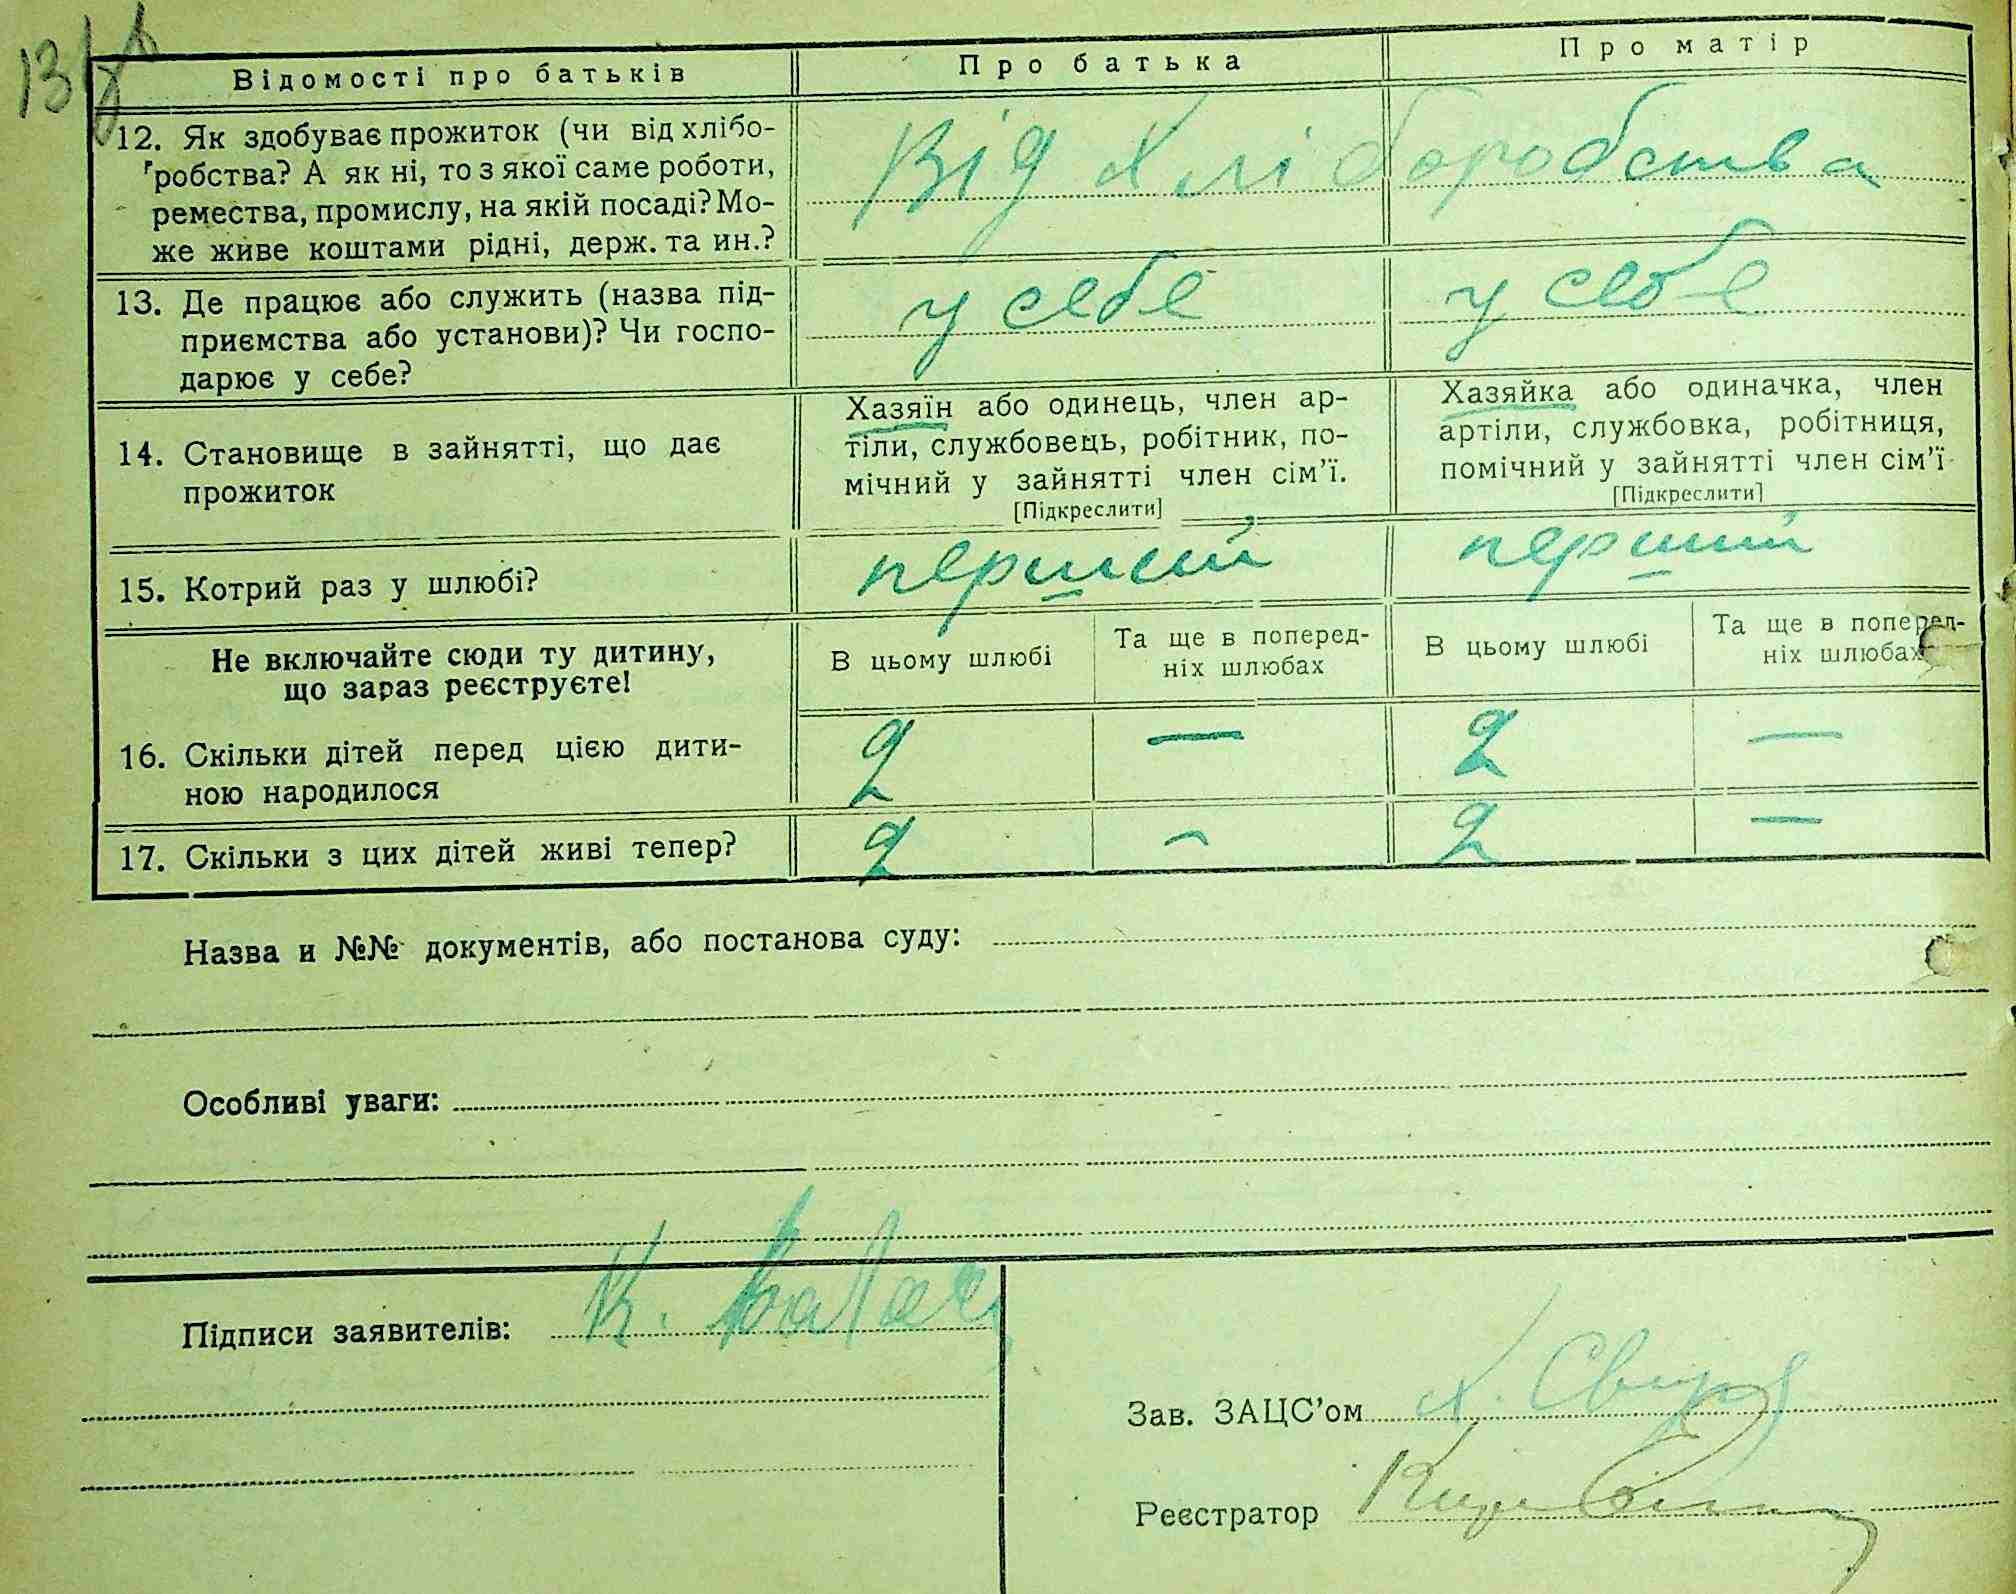 Відомості про батьків
Про батька
Про матір
12. Як здобуває прожиток (чи від хлібо-
робства? А як ні, то з якої саме роботи,
ремества, промислу, на якій посаді? Мо-
же живе коштами рідні, держ. та ин.?
Від хліборобства
13. Де працює або служить (назва під-
приємства або установи)? Чи госпо-
дарює у себе?
у себе
у себе
14. Становище в зайнятті, що дає
прожиток
Хазяїн або одинець, член ар-
тіли, службовець, робітник, по-
мічний у зайнятті член сім'ї.
[Підкреслити]
Хазяйка або одиначка, член
артіли, службовка, робітниця,
помічний у зайнятті член сім'ї
[Підкреслити]
15. Котрий раз у шлюбі?
перший
перший
Не включайте сюди ту дитину,
що зараз реєструєте!
В цьому шлюбі
Та ще в поперед-
ніх шлюбах
В цьому шлюбі
Та ще в поперед-
ніх шлюбах
16. Скільки дітей перед цією дити-
ною народилося
2 — 2 —
17. Скільки з цих дітей живі тепер?
2 — 2 —
Назва и №№ документів, або постанова суду:
Особливі уваги:
Підписи заявителів: К.
Зав. ЗАЦС'ом Х. Свиря
Реєстратор